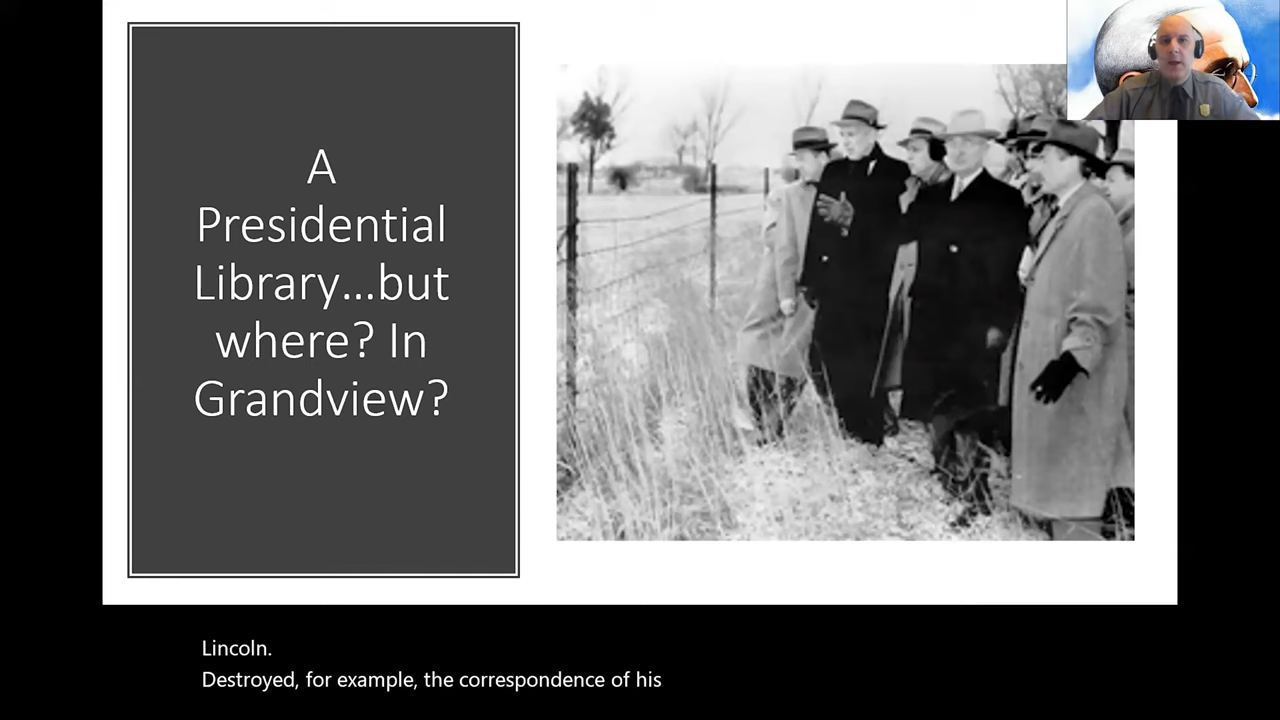 A
Presidential
Library...but
where? In
Grandview?
Lincoln.
Destroyed, for example, the correspondence of his